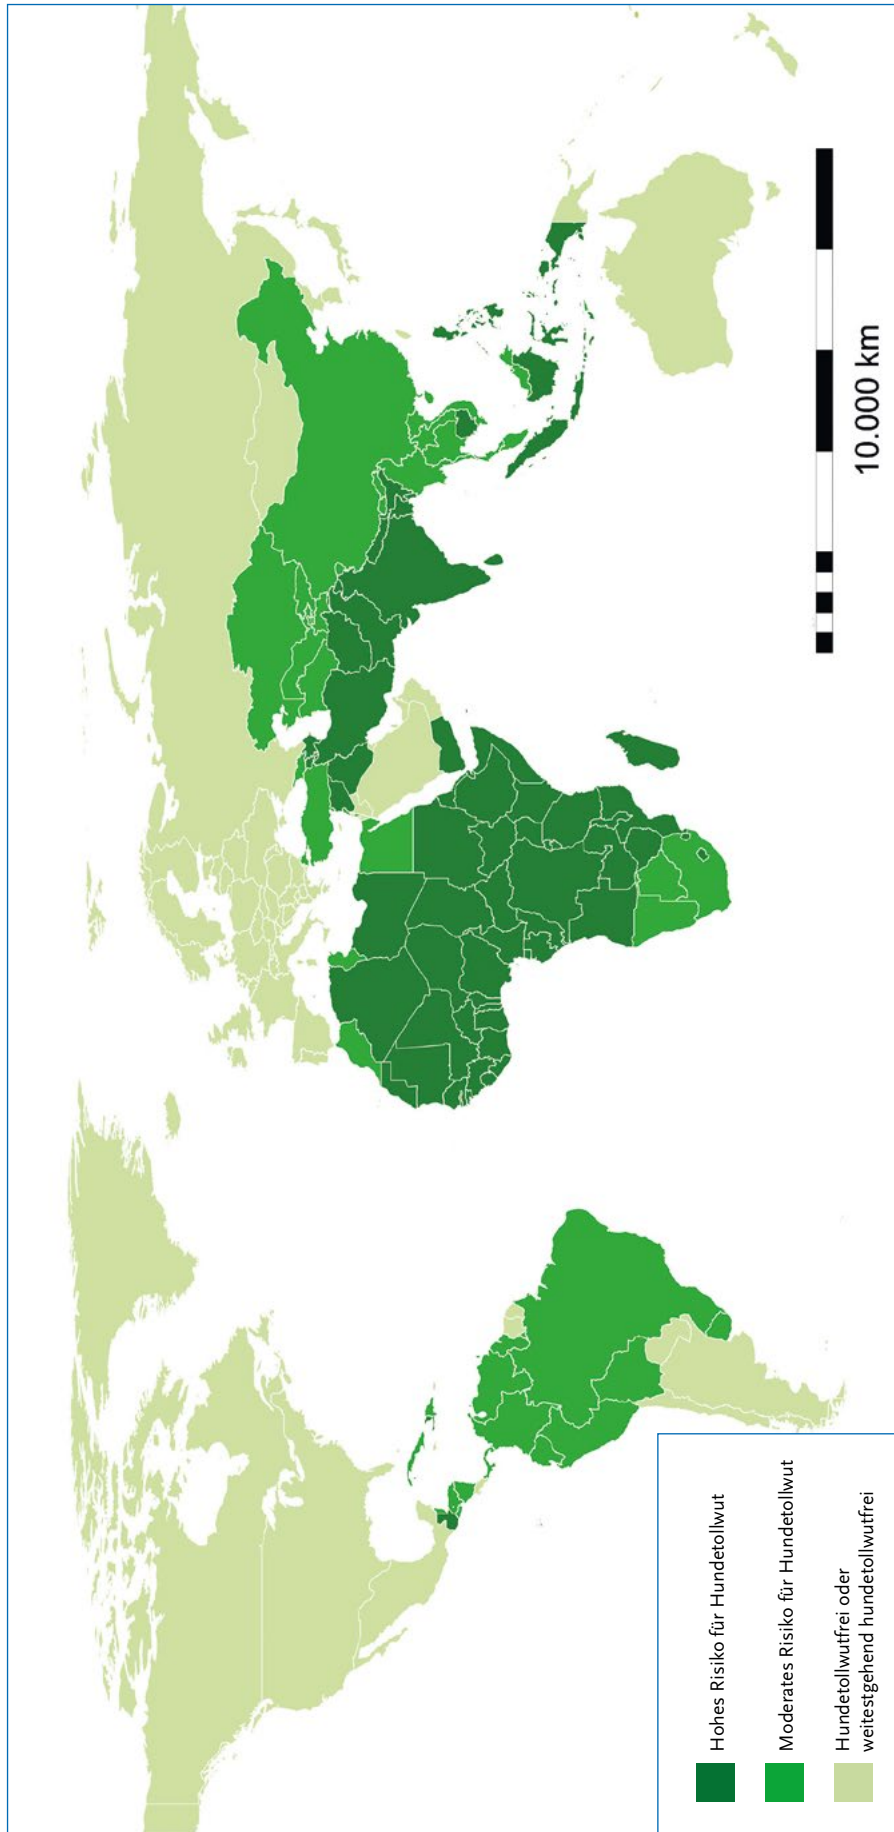 10.000 km
Hohes Risiko für Hundetollwut
Moderates Risiko für Hundetollwut
Hundetollwutfrei oder
weitestgehend hundetollwutfrei